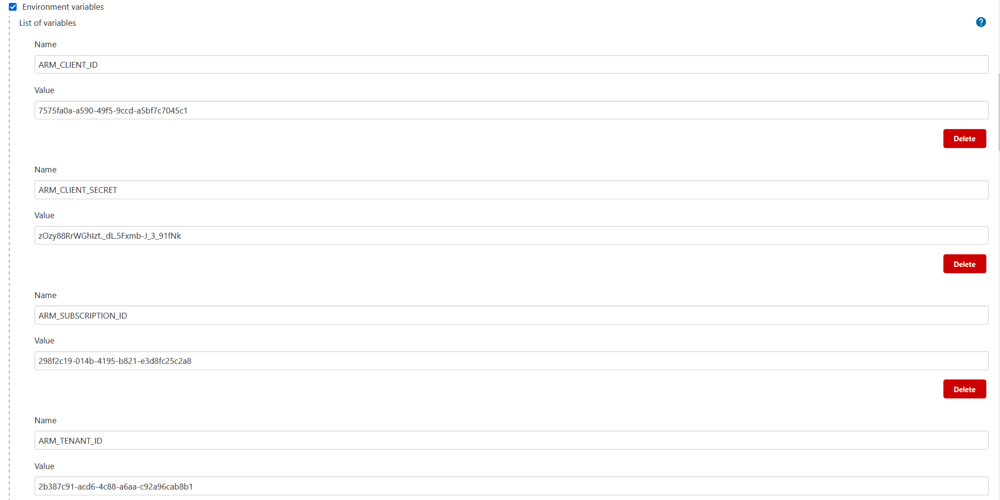 Environment variables
List of variables
?
Name
ARM_CLIENT_ID
Value
7575fa0a-a590-49f5-9ccd-a5bf7c7045c1
Delete
Name
ARM_CLIENT_SECRET
Value
zOzy88RrWGhIzt._dL.5Fxmb-J_3_91fNk
Delete
Name
ARM_SUBSCRIPTION_ID
Value
298f2c19-014b-4195-b821-e3d8fc25c2a8
Delete
Name
ARM_TENANT_ID
Value
2b387c91-acd6-4c88-a6aa-c92a96cab8b1